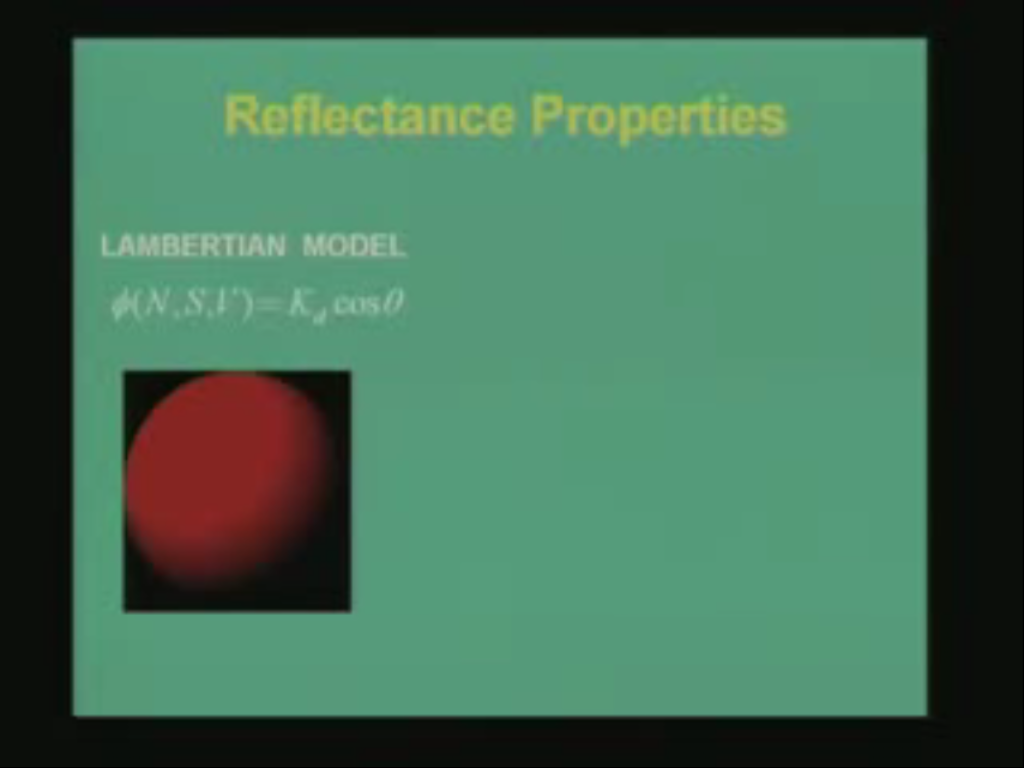 Reflectance Properties
LAMBERTIAN MODEL
ϕ(N,S,V)=K_d cosθ